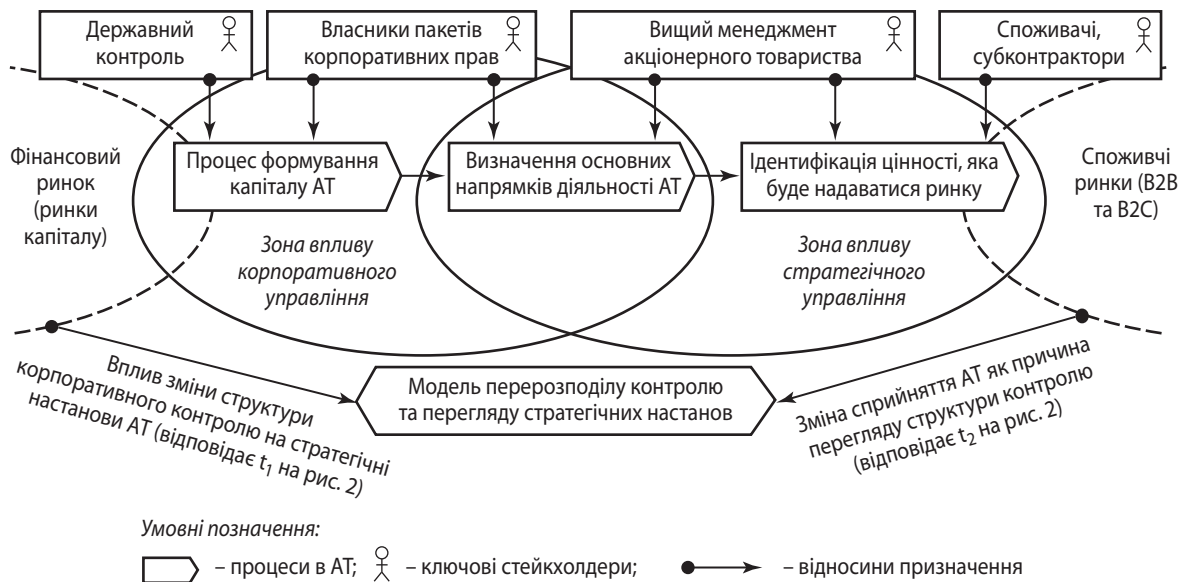 Державний
контроль
Власники пакетів
корпоративних прав
Вищий менеджмент
акціонерного товариства
Споживачі,
субконтрактори
Фінансовий
ринок
(ринки
капіталу)
Процес формування
капіталу АТ
Визначення основних
напрямків діяльності АТ
Ідентифікація цінності, яка
буде надаватися ринку
Споживчі
ринки (B2B
та B2C)
Зона впливу
корпоративного
управління
Зона впливу
стратегічного
управління
Вплив зміни структури
корпоративного контролю на стратегічні
настанови АТ (відповідає t₁ на рис. 2)
Модель перерозподілу контролю
та перегляду стратегічних настанов
Зміна сприйняття АТ як причина
перегляду структури контролю
(відповідає t₂ на рис. 2)
Умовні позначення:
– процеси в АТ; – ключові стейкхолдери; – відносини призначення